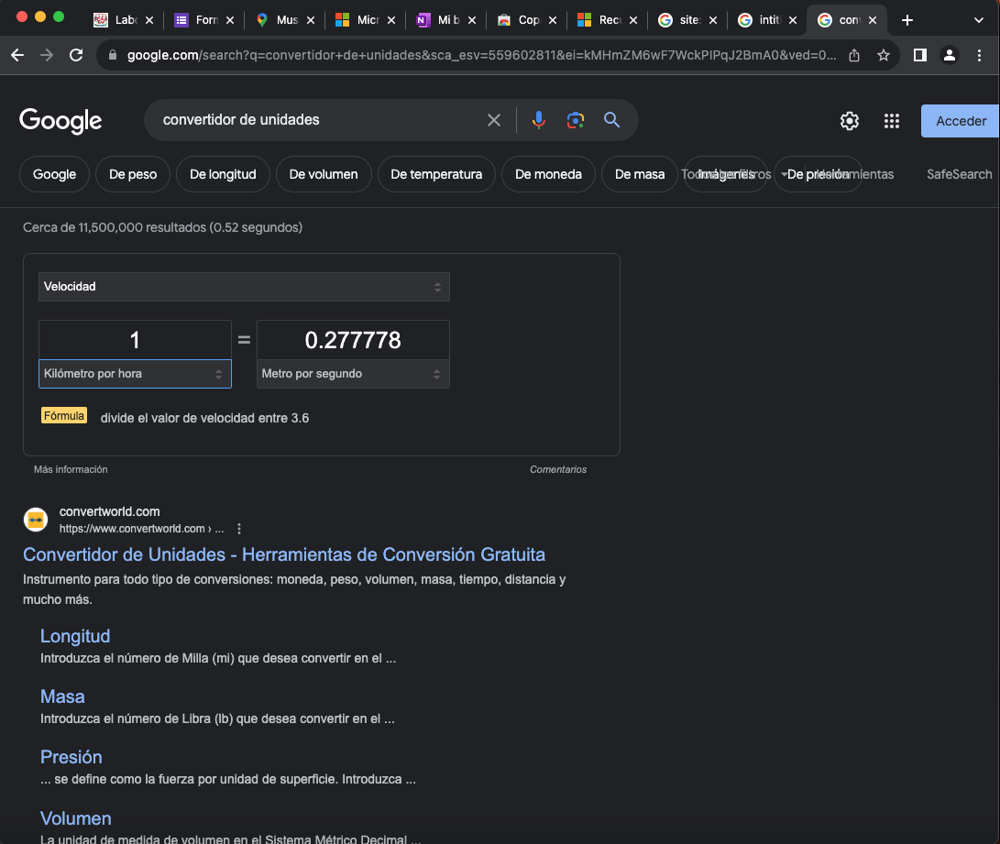 Labo
Form
Mus
Micr
Mi b
Cop
Recu
site:
intitl
con
google.com/search?q=convertidor+de+unidades&sca_esv=559602811&ei=kMHmZM6wF7WckPIPqJ2BmA0&ved=0...
Google
convertidor de unidades
Acceder
Google
De peso
De longitud
De volumen
De temperatura
De moneda
De masa
Imágenes
De presión
Herramientas
SafeSearch
Cerca de 11,500,000 resultados (0.52 segundos)
Velocidad
1 = 0.277778
Kilómetro por hora
Metro por segundo
Fórmula divide el valor de velocidad entre 3.6
Más información
Comentarios
convertworld.com
https://www.convertworld.com › ...
Convertidor de Unidades - Herramientas de Conversión Gratuita
Instrumento para todo tipo de conversiones: moneda, peso, volumen, masa, tiempo, distancia y
mucho más.
Longitud
Introduzca el número de Milla (mi) que desea convertir en el ...
Masa
Introduzca el número de Libra (lb) que desea convertir en el ...
Presión
... se define como la fuerza por unidad de superficie. Introduzca ...
Volumen
La unidad de medida de volumen en el Sistema Métrico Decimal ...